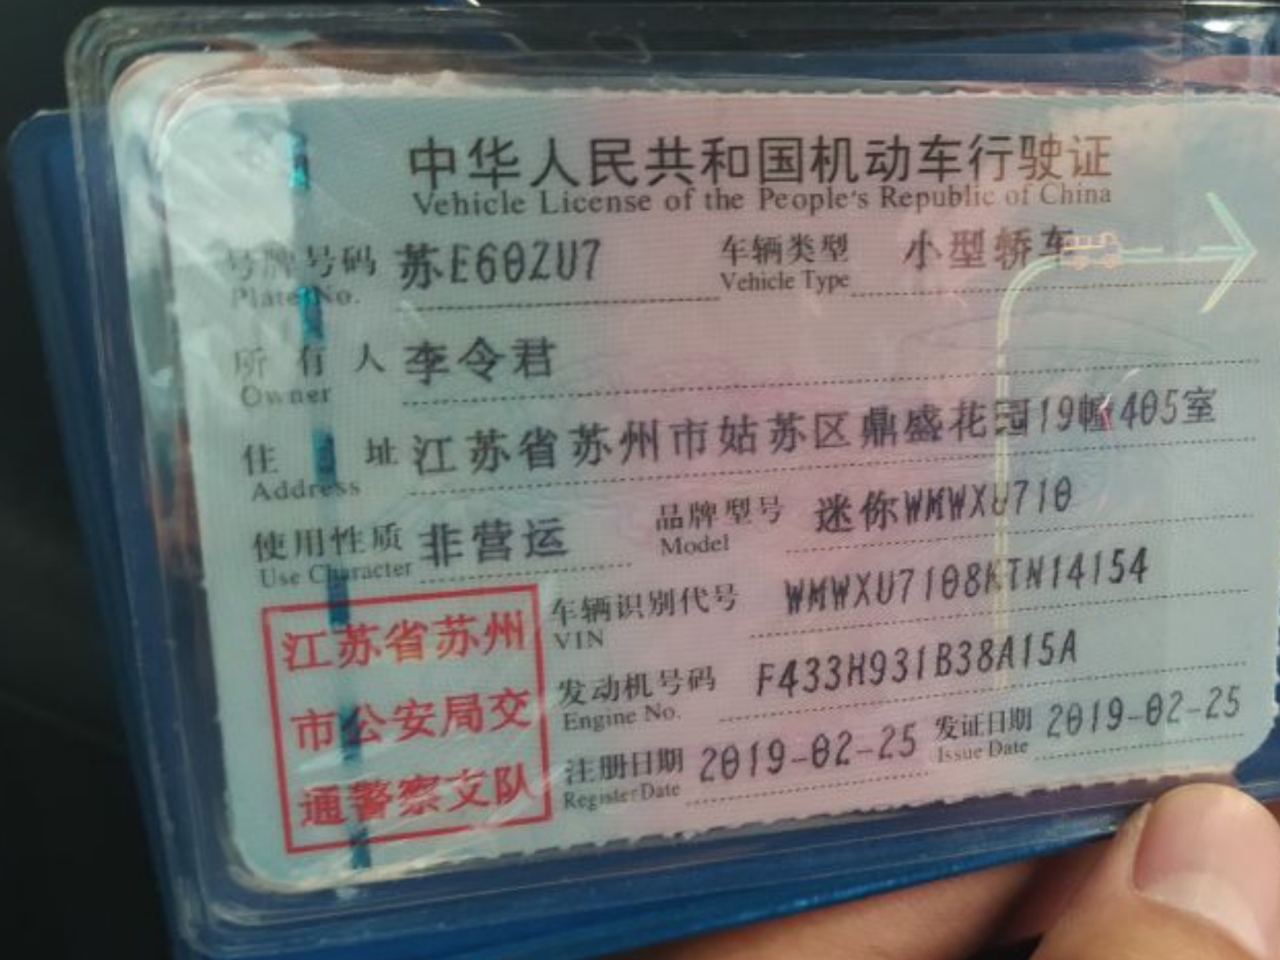 中华人民共和国机动车行驶证
Vehicle License of the People's Republic of China
号牌号码 苏E60ZU7 车辆类型 小型轿车
Plate No. Vehicle Type
所有人 李令君
Owner
住址 江苏省苏州市姑苏区鼎盛花园19幢405室
Address
使用性质 非营运 品牌型号 迷你WMWXU710
Use Character Model
车辆识别代号 WMWXU7108KTN14154
VIN
发动机号码 F433H931B38A15A
Engine No.
注册日期 2019-02-25 发证日期 2019-02-25
Register Date Issue Date
江苏省苏州
市公安局交
通警察支队